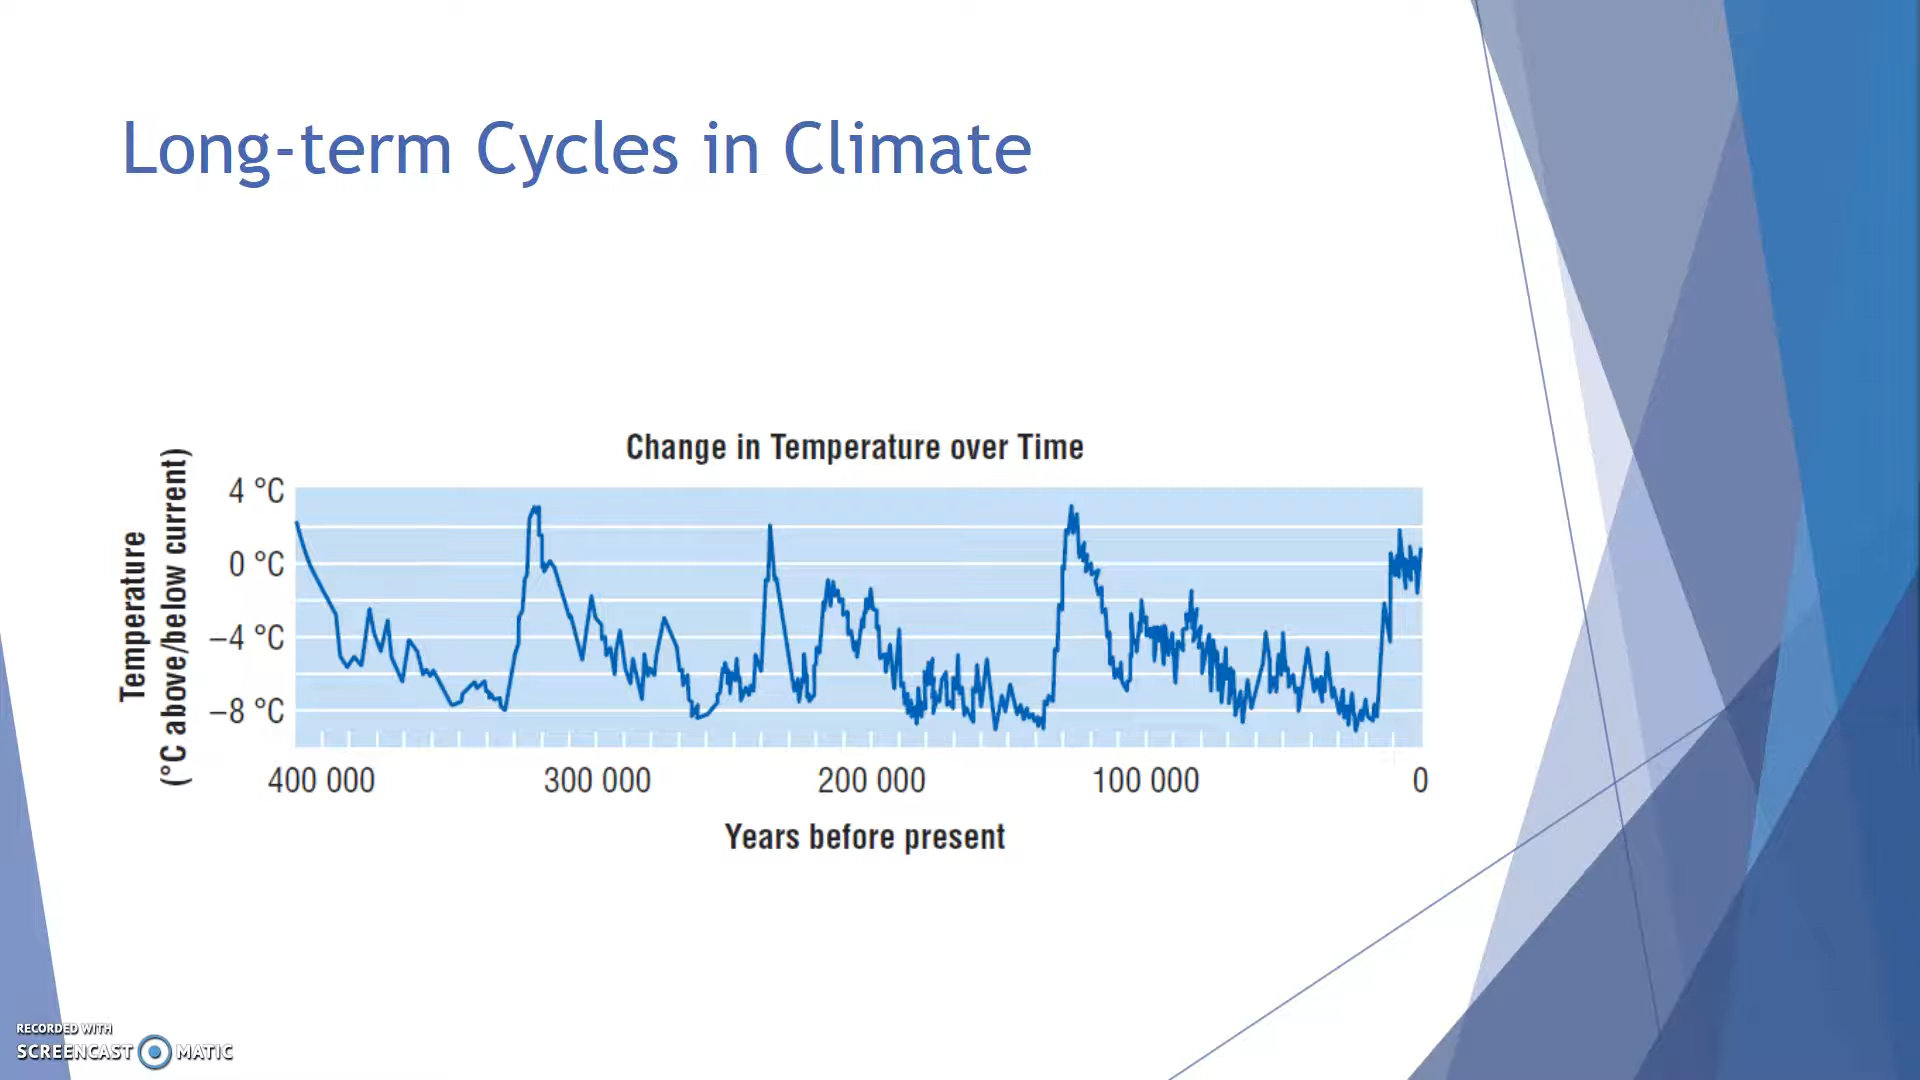 Long-term Cycles in Climate
Change in Temperature over Time
Temperature
(°C above/below current)
4 °C
0 °C
−4 °C
−8 °C
400 000 300 000 200 000 100 000 0
Years before present
RECORDED WITH
SCREENCAST MATIC